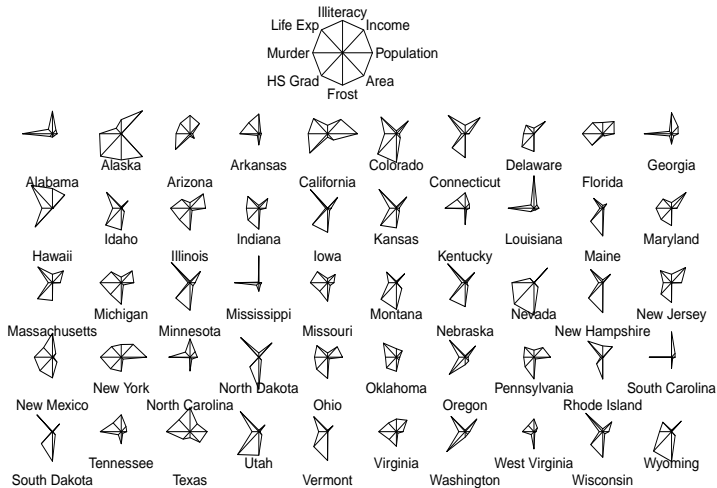 Illiteracy
Life Exp Income
Murder Population
HS Grad Area
Frost
Alabama Alaska Arizona Arkansas California Colorado Connecticut Delaware Florida Georgia
Hawaii Idaho Illinois Indiana Iowa Kansas Kentucky Louisiana Maine Maryland
Massachusetts Michigan Minnesota Mississippi Missouri Montana Nebraska Nevada New Hampshire New Jersey
New Mexico New York North Carolina North Dakota Ohio Oklahoma Oregon Pennsylvania Rhode Island South Carolina
South Dakota Tennessee Texas Utah Vermont Virginia Washington West Virginia Wisconsin Wyoming